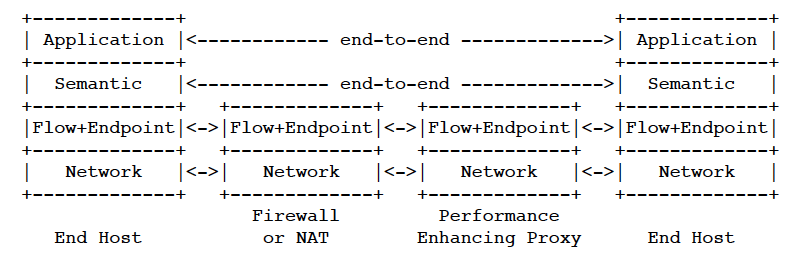 +-------------+                                       +-------------+
| Application |<------------ end-to-end ------------->| Application |
+-------------+                                       +-------------+
|  Semantic   |<------------ end-to-end ------------->|  Semantic   |
+-------------+   +-------------+   +-------------+   +-------------+
|Flow+Endpoint|<->|Flow+Endpoint|<->|Flow+Endpoint|<->|Flow+Endpoint|
+-------------+   +-------------+   +-------------+   +-------------+
|   Network   |<->|   Network   |<->|   Network   |<->|   Network   |
+-------------+   +-------------+   +-------------+   +-------------+
Firewall Performance
End Host or NAT Enhancing Proxy End Host